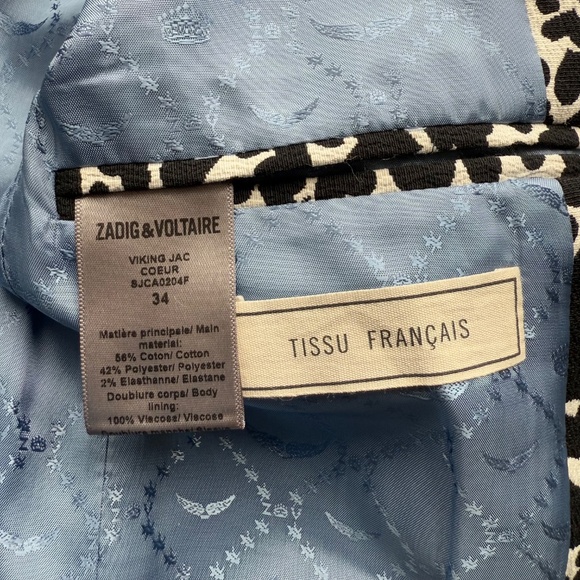 ZADIG&VOLTAIRE
VIKING JAC
COEUR
SJCA0204F
34
Matière principale/ Main
material:
56% Coton/ Cotton
42% Polyester/ Polyester
2% Elasthanne/ Elastane
Doublure corps/ Body
lining:
100% Viscose/ Viscose
TISSU FRANÇAIS